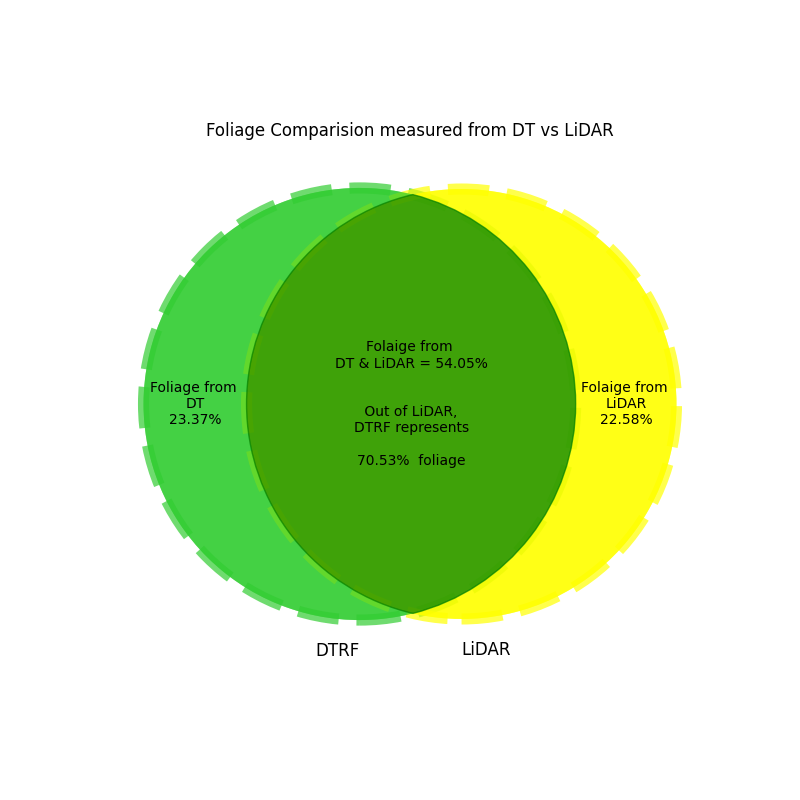 Foliage Comparision measured from DT vs LiDAR
Foliage from
DT
23.37%
Folaige from
DT & LiDAR = 54.05%
Out of LiDAR,
DTRF represents
70.53%  foliage
Folaige from
LiDAR
22.58%
DTRF
LiDAR